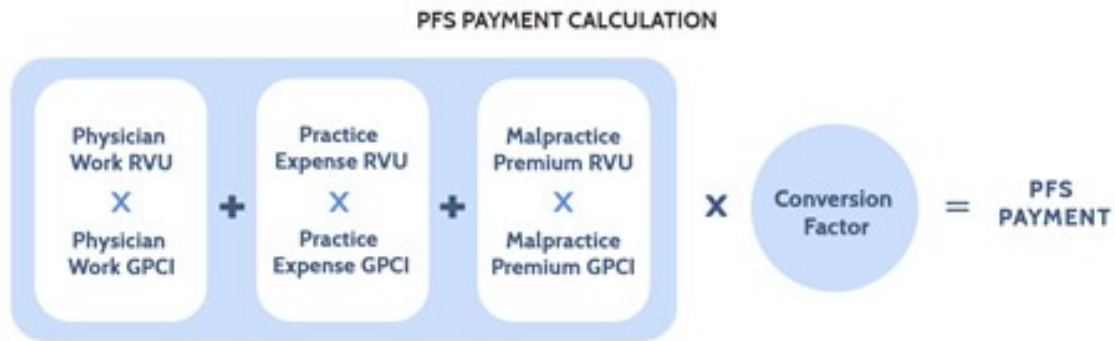 PFS PAYMENT CALCULATION
Physician
Work RVU
X
Physician
Work GPCI
+
Practice
Expense RVU
X
Practice
Expense GPCI
+
Malpractice
Premium RVU
X
Malpractice
Premium GPCI
X
Conversion
Factor
=
PFS
PAYMENT